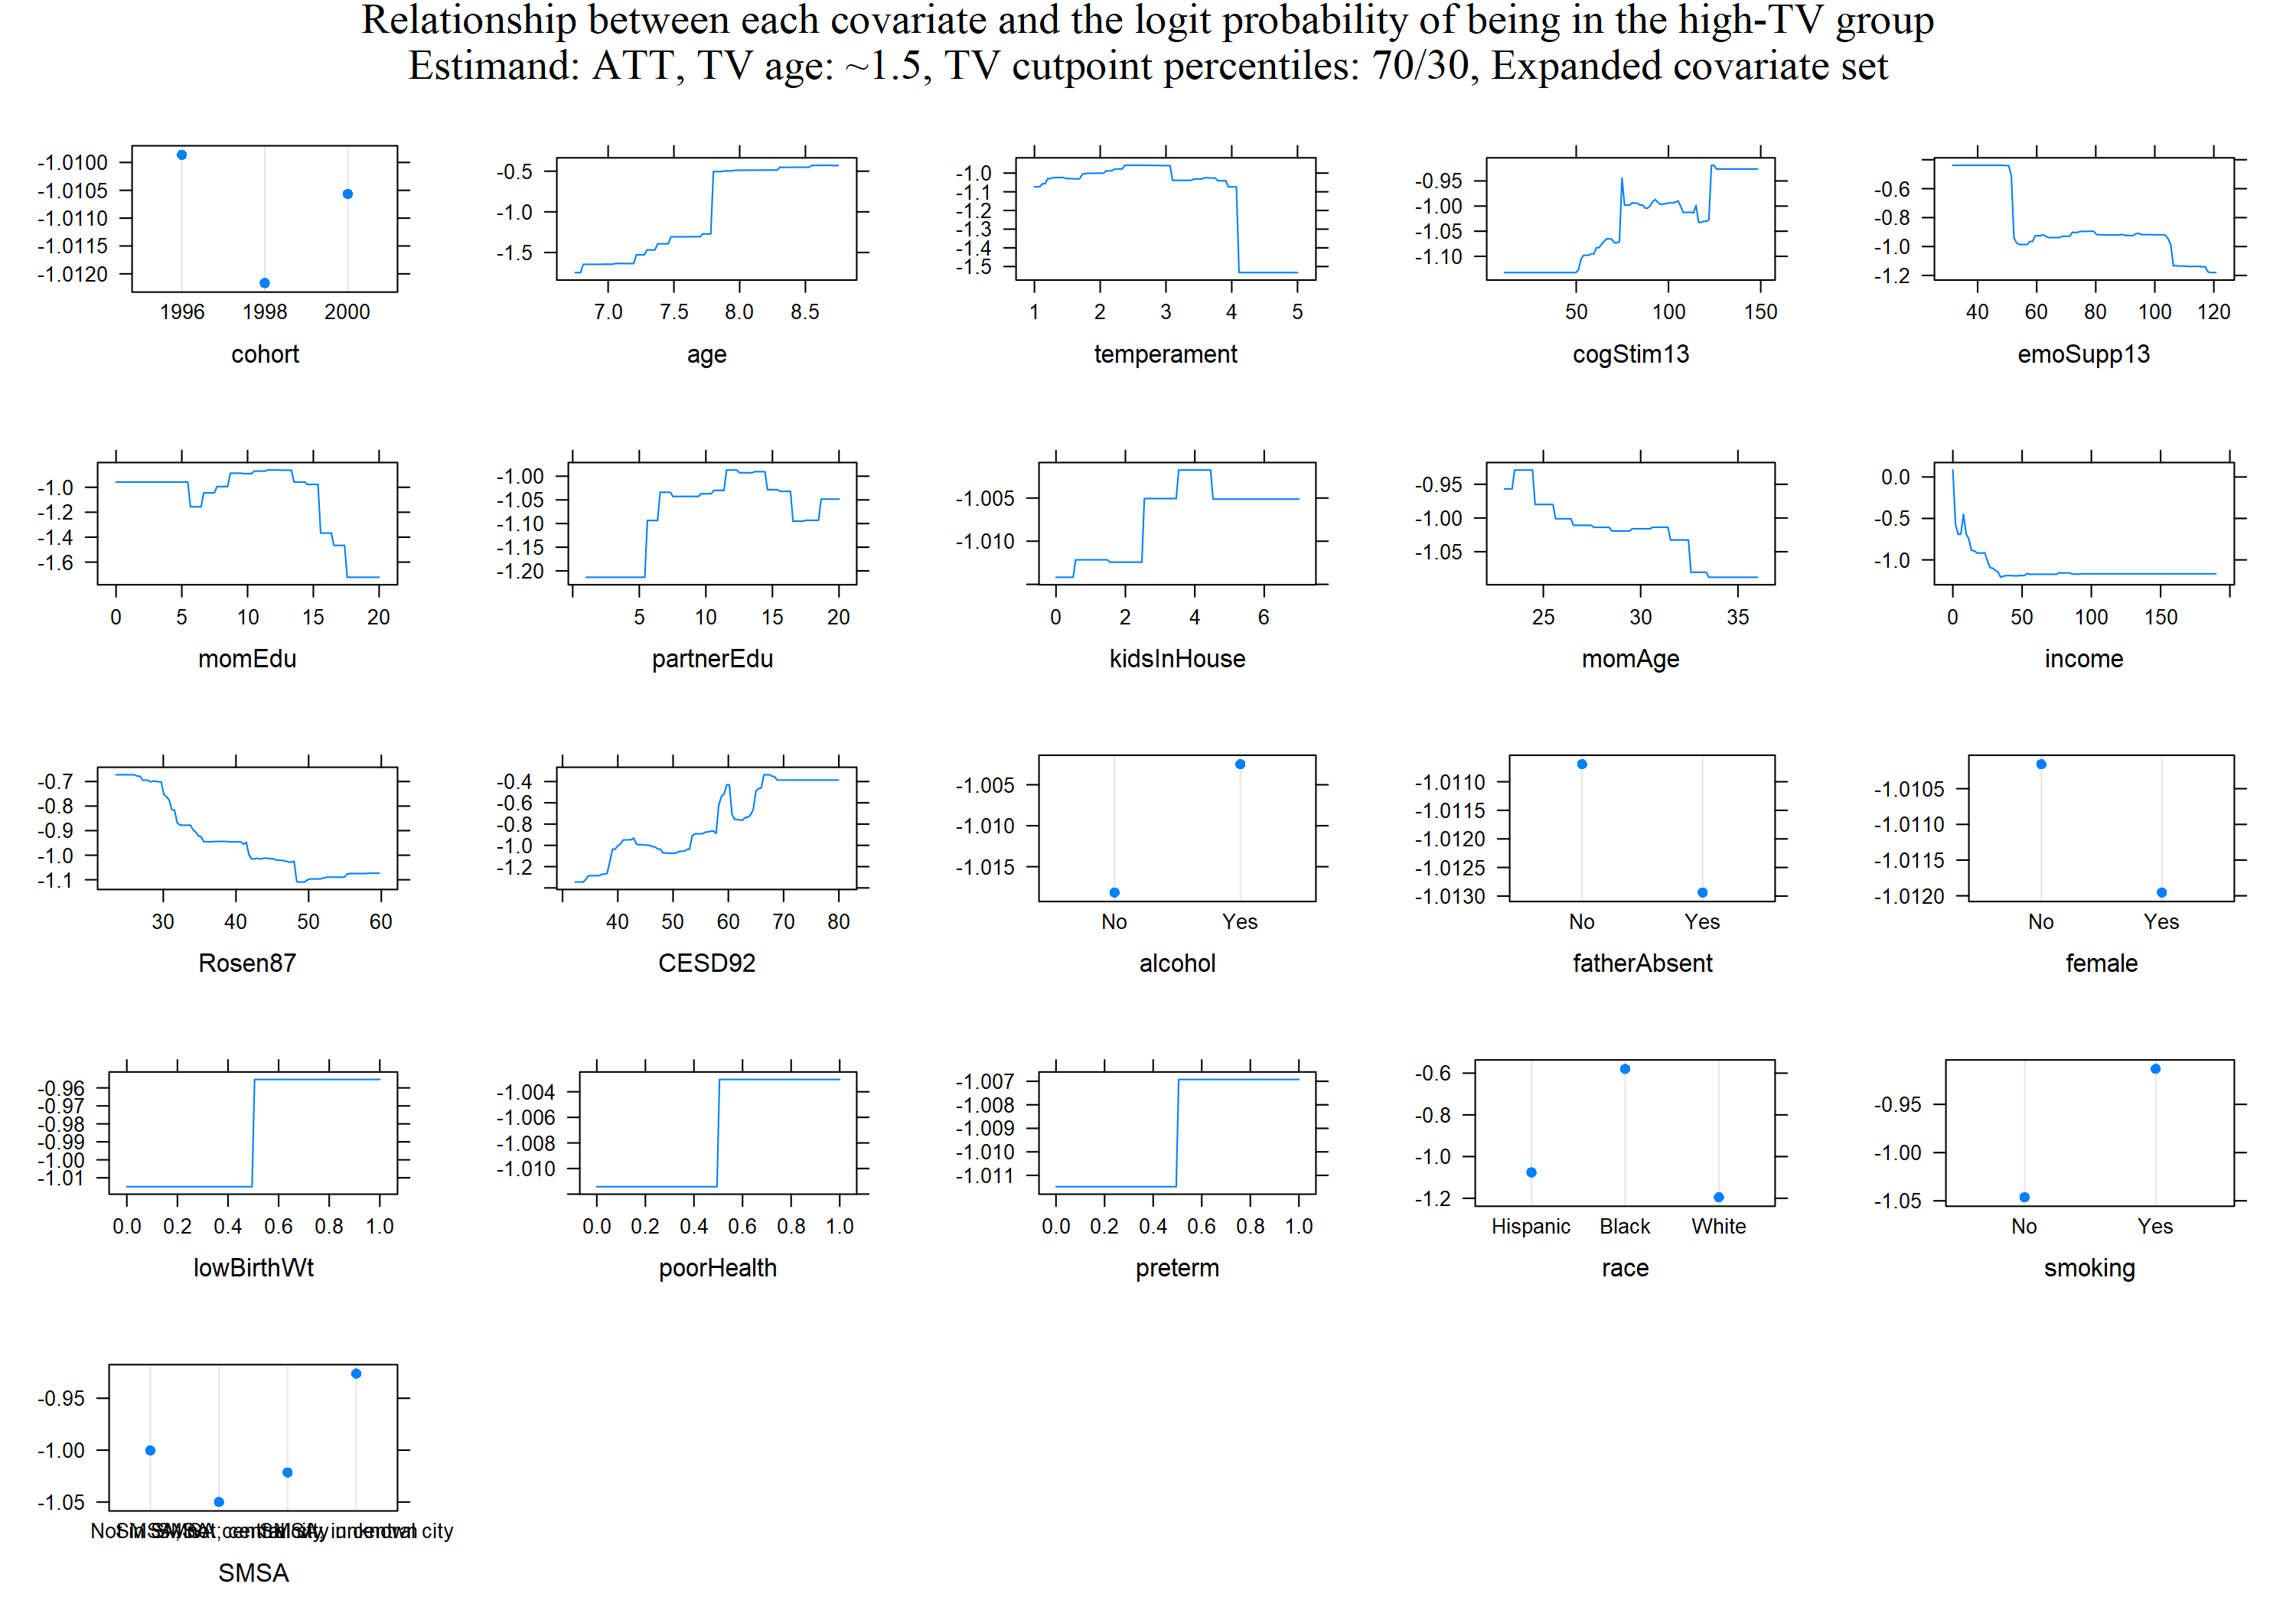 Relationship between each covariate and the logit probability of being in the high-TV group
Estimand: ATT, TV age: ~1.5, TV cutpoint percentiles: 70/30, Expanded covariate set
-1.0100
-1.0105
-1.0110
-1.0115
-1.0120
1996 1998 2000
cohort
-0.5
-1.0
-1.5
7.0 7.5 8.0 8.5
age
-1.0
-1.1
-1.2
-1.3
-1.4
-1.5
1 2 3 4 5
temperament
-0.95
-1.00
-1.05
-1.10
50 100 150
cogStim13
-0.6
-0.8
-1.0
-1.2
40 60 80 100 120
emoSupp13
-1.0
-1.2
-1.4
-1.6
0 5 10 15 20
momEdu
-1.00
-1.05
-1.10
-1.15
-1.20
5 10 15 20
partnerEdu
-1.005
-1.010
0 2 4 6
kidsInHouse
-0.95
-1.00
-1.05
25 30 35
momAge
0.0
-0.5
-1.0
0 50 100 150
income
-0.7
-0.8
-0.9
-1.0
-1.1
30 40 50 60
Rosen87
-0.4
-0.6
-0.8
-1.0
-1.2
40 50 60 70 80
CESD92
-1.005
-1.010
-1.015
No Yes
alcohol
-1.0110
-1.0115
-1.0120
-1.0125
-1.0130
No Yes
fatherAbsent
-1.0105
-1.0110
-1.0115
-1.0120
No Yes
female
-0.96
-0.97
-0.98
-0.99
-1.00
-1.01
0.0 0.2 0.4 0.6 0.8 1.0
lowBirthWt
-1.004
-1.006
-1.008
-1.010
0.0 0.2 0.4 0.6 0.8 1.0
poorHealth
-1.007
-1.008
-1.009
-1.010
-1.011
0.0 0.2 0.4 0.6 0.8 1.0
preterm
-0.6
-0.8
-1.0
-1.2
Hispanic Black White
race
-0.95
-1.00
-1.05
No Yes
smoking
-0.95
-1.00
-1.05
city
SMSA